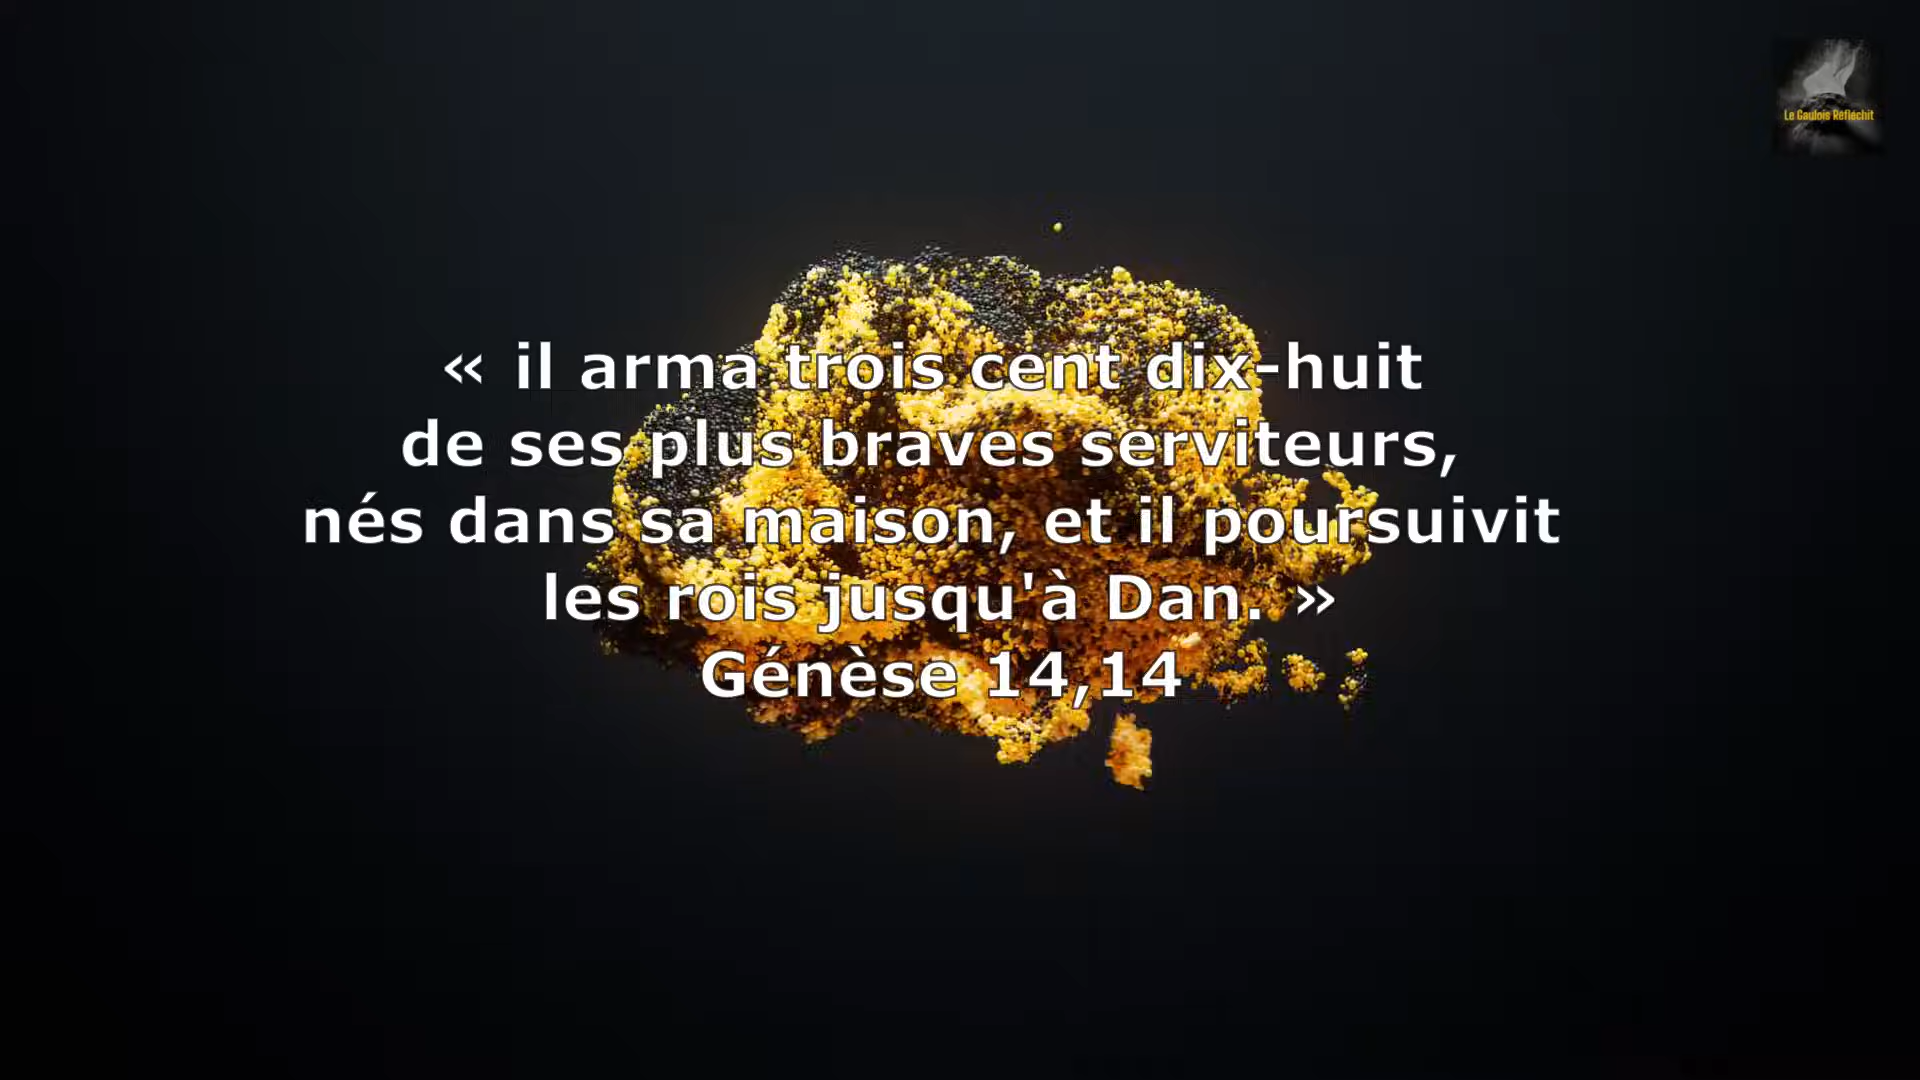 Le Gaulois Réfléchit
« il arma trois cent dix-huit
de ses plus braves serviteurs,
nés dans sa maison, et il poursuivit
les rois jusqu'à Dan. »
Génèse 14,14